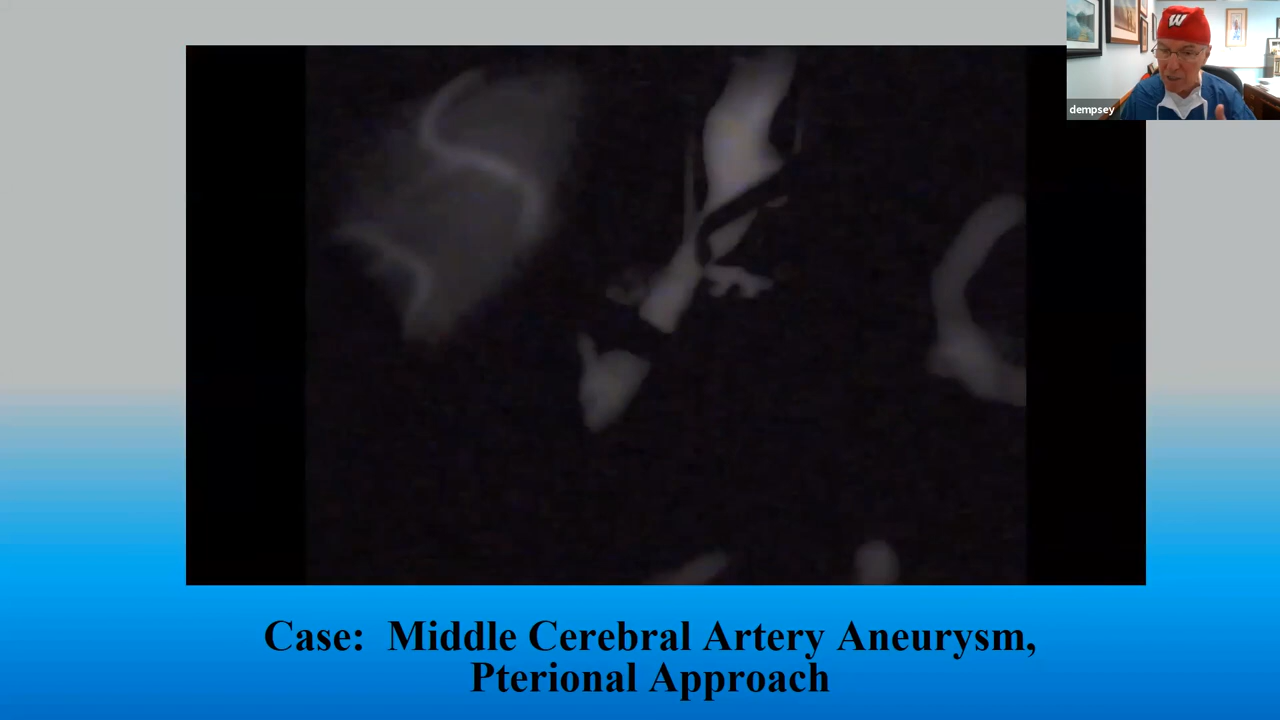 W
dempsey
Case: Middle Cerebral Artery Aneurysm,
Pterional Approach